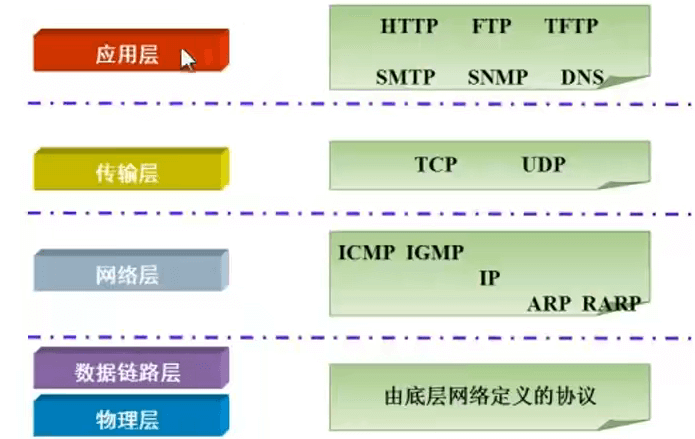 应用层
HTTP FTP TFTP
SMTP SNMP DNS
传输层
TCP UDP
网络层
ICMP IGMP
IP
ARP RARP
数据链路层
物理层
由底层网络定义的协议